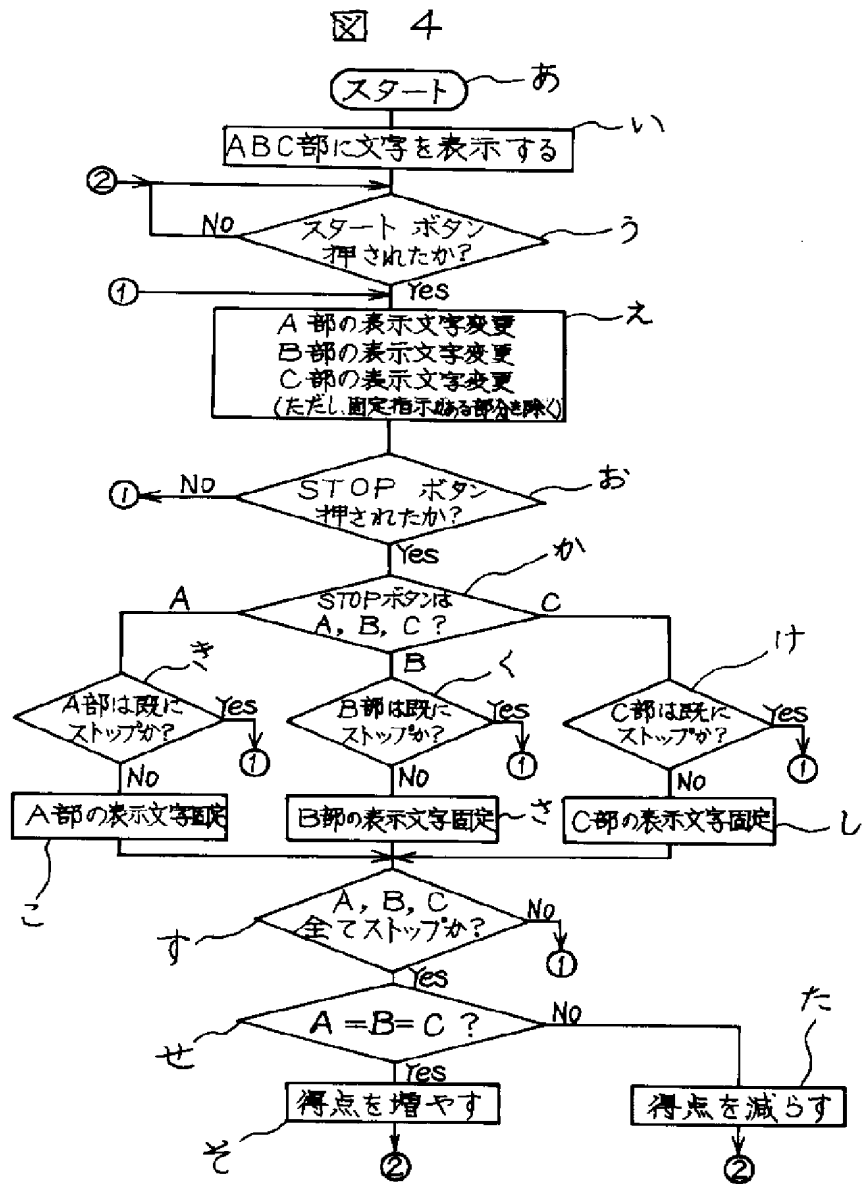 図 4
スタート
あ
い
ABC部に文字を表示する
②
No
スタート ボタン
押されたか?
う
①
Yes
え
A部の表示文字変更
B部の表示文字変更
C部の表示文字変更
(ただし、固定指示がある部分を除く)
①
NO
STOP ボタン
押されたか?
お
Yes
か
A
STOPボタンは
A, B, C ?
C
B
き
く
け
A部は既に
ストップか?
Yes
①
B部は既に
ストップか?
Yes
①
C部は既に
ストップか?
Yes
①
No
No
No
A部の表示文字固定
B部の表示文字固定
さ
C部の表示文字固定
し
こ
す
A, B, C
全てストップか?
No
①
Yes
せ
A=B=C ?
NO
た
Yes
得点を増やす
得点を減らす
そ
②
②